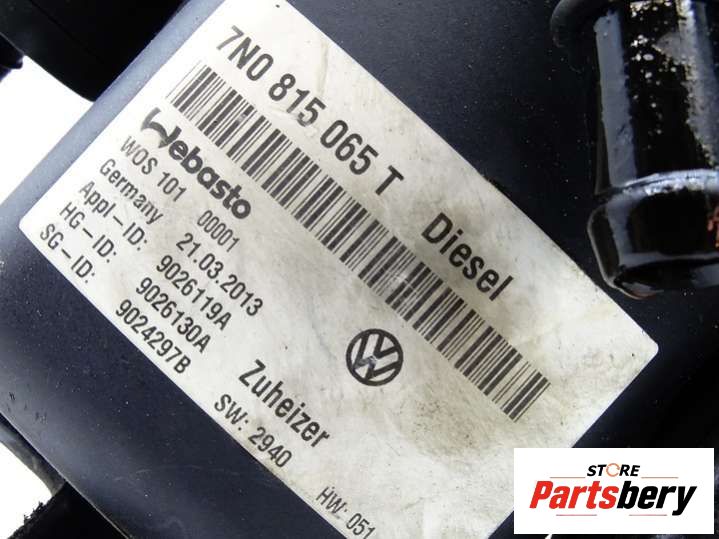 7N0 815 065 T Diesel
Webasto
WOS 101 00001
Germany 21.03.2013
Appl-ID: 9026119A
HG-ID: 9026130A
SG-ID: 9024297B
Zuheizer
SW: 2940 HW: 051
STORE
Partsbery